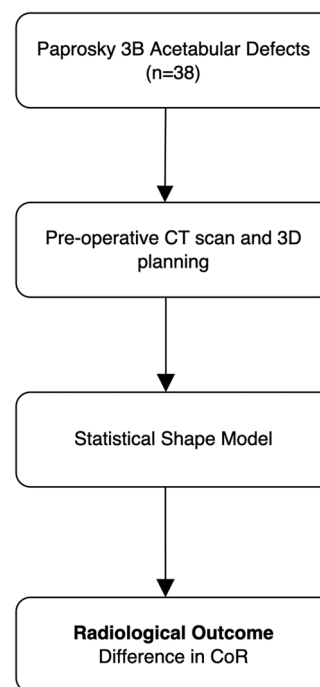 Paprosky 3B Acetabular Defects
(n=38)
Pre-operative CT scan and 3D
planning
Statistical Shape Model
Radiological Outcome
Difference in CoR